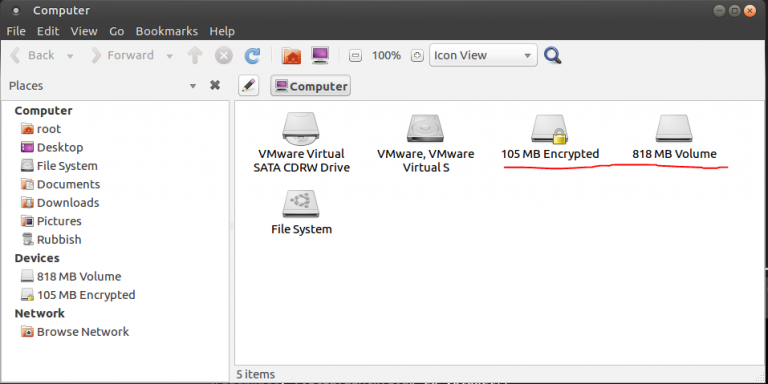 Computer
File Edit View Go Bookmarks Help
Back Forward 100% Icon View
Places
Computer
Computer
root
Desktop
File System
Documents
Downloads
Pictures
Rubbish
Devices
818 MB Volume
105 MB Encrypted
Network
Browse Network
VMware Virtual
SATA CDRW Drive
VMware, VMware
Virtual S
105 MB Encrypted
818 MB Volume
File System
5 items